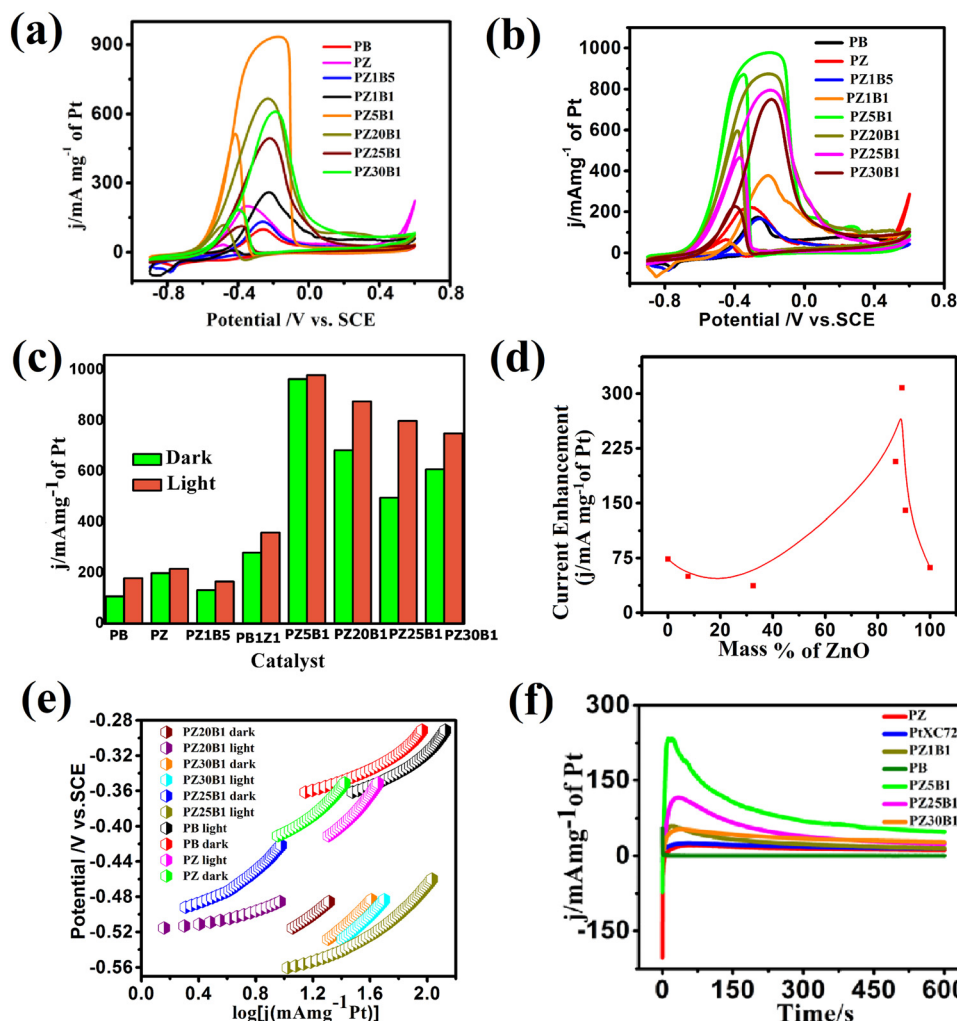 (a)
j/mA mg⁻¹ of Pt
900
600
300
0
-0.8
-0.4
0.0
0.4
0.8
Potential /V vs. SCE
PB
PZ
PZ1B5
PZ1B1
PZ5B1
PZ20B1
PZ25B1
PZ30B1
(b)
j/mAmg⁻¹ of Pt
1000
800
600
400
200
0
-0.8
-0.4
0.0
0.4
0.8
Potential /V vs.SCE
PB
PZ
PZ1B5
PZ1B1
PZ5B1
PZ20B1
PZ25B1
PZ30B1
(c)
j/mAmg⁻¹of Pt
1000
800
600
400
200
0
Dark
Light
PB
PZ
PZ1B5
PB1Z1
PZ5B1
PZ20B1
PZ25B1
PZ30B1
Catalyst
(d)
Current Enhancement
(j/mA mg⁻¹of Pt)
300
225
150
75
0
0
20
40
60
80
100
Mass % of ZnO
(e)
Potential /V vs.SCE
-0.28
-0.32
-0.36
-0.40
-0.44
-0.48
-0.52
-0.56
PZ20B1 dark
PZ20B1 light
PZ30B1 dark
PZ30B1 light
PZ25B1 dark
PZ25B1 light
PB light
PB dark
PZ light
PZ dark
0.0
0.4
0.8
1.2
1.6
2.0
log[j(mAmg⁻¹Pt)]
(f)
j/mAmg⁻¹of Pt
300
150
0
-150
PZ
PtXC72
PZ1B1
PB
PZ5B1
PZ25B1
PZ30B1
0
150
300
450
600
Time/s